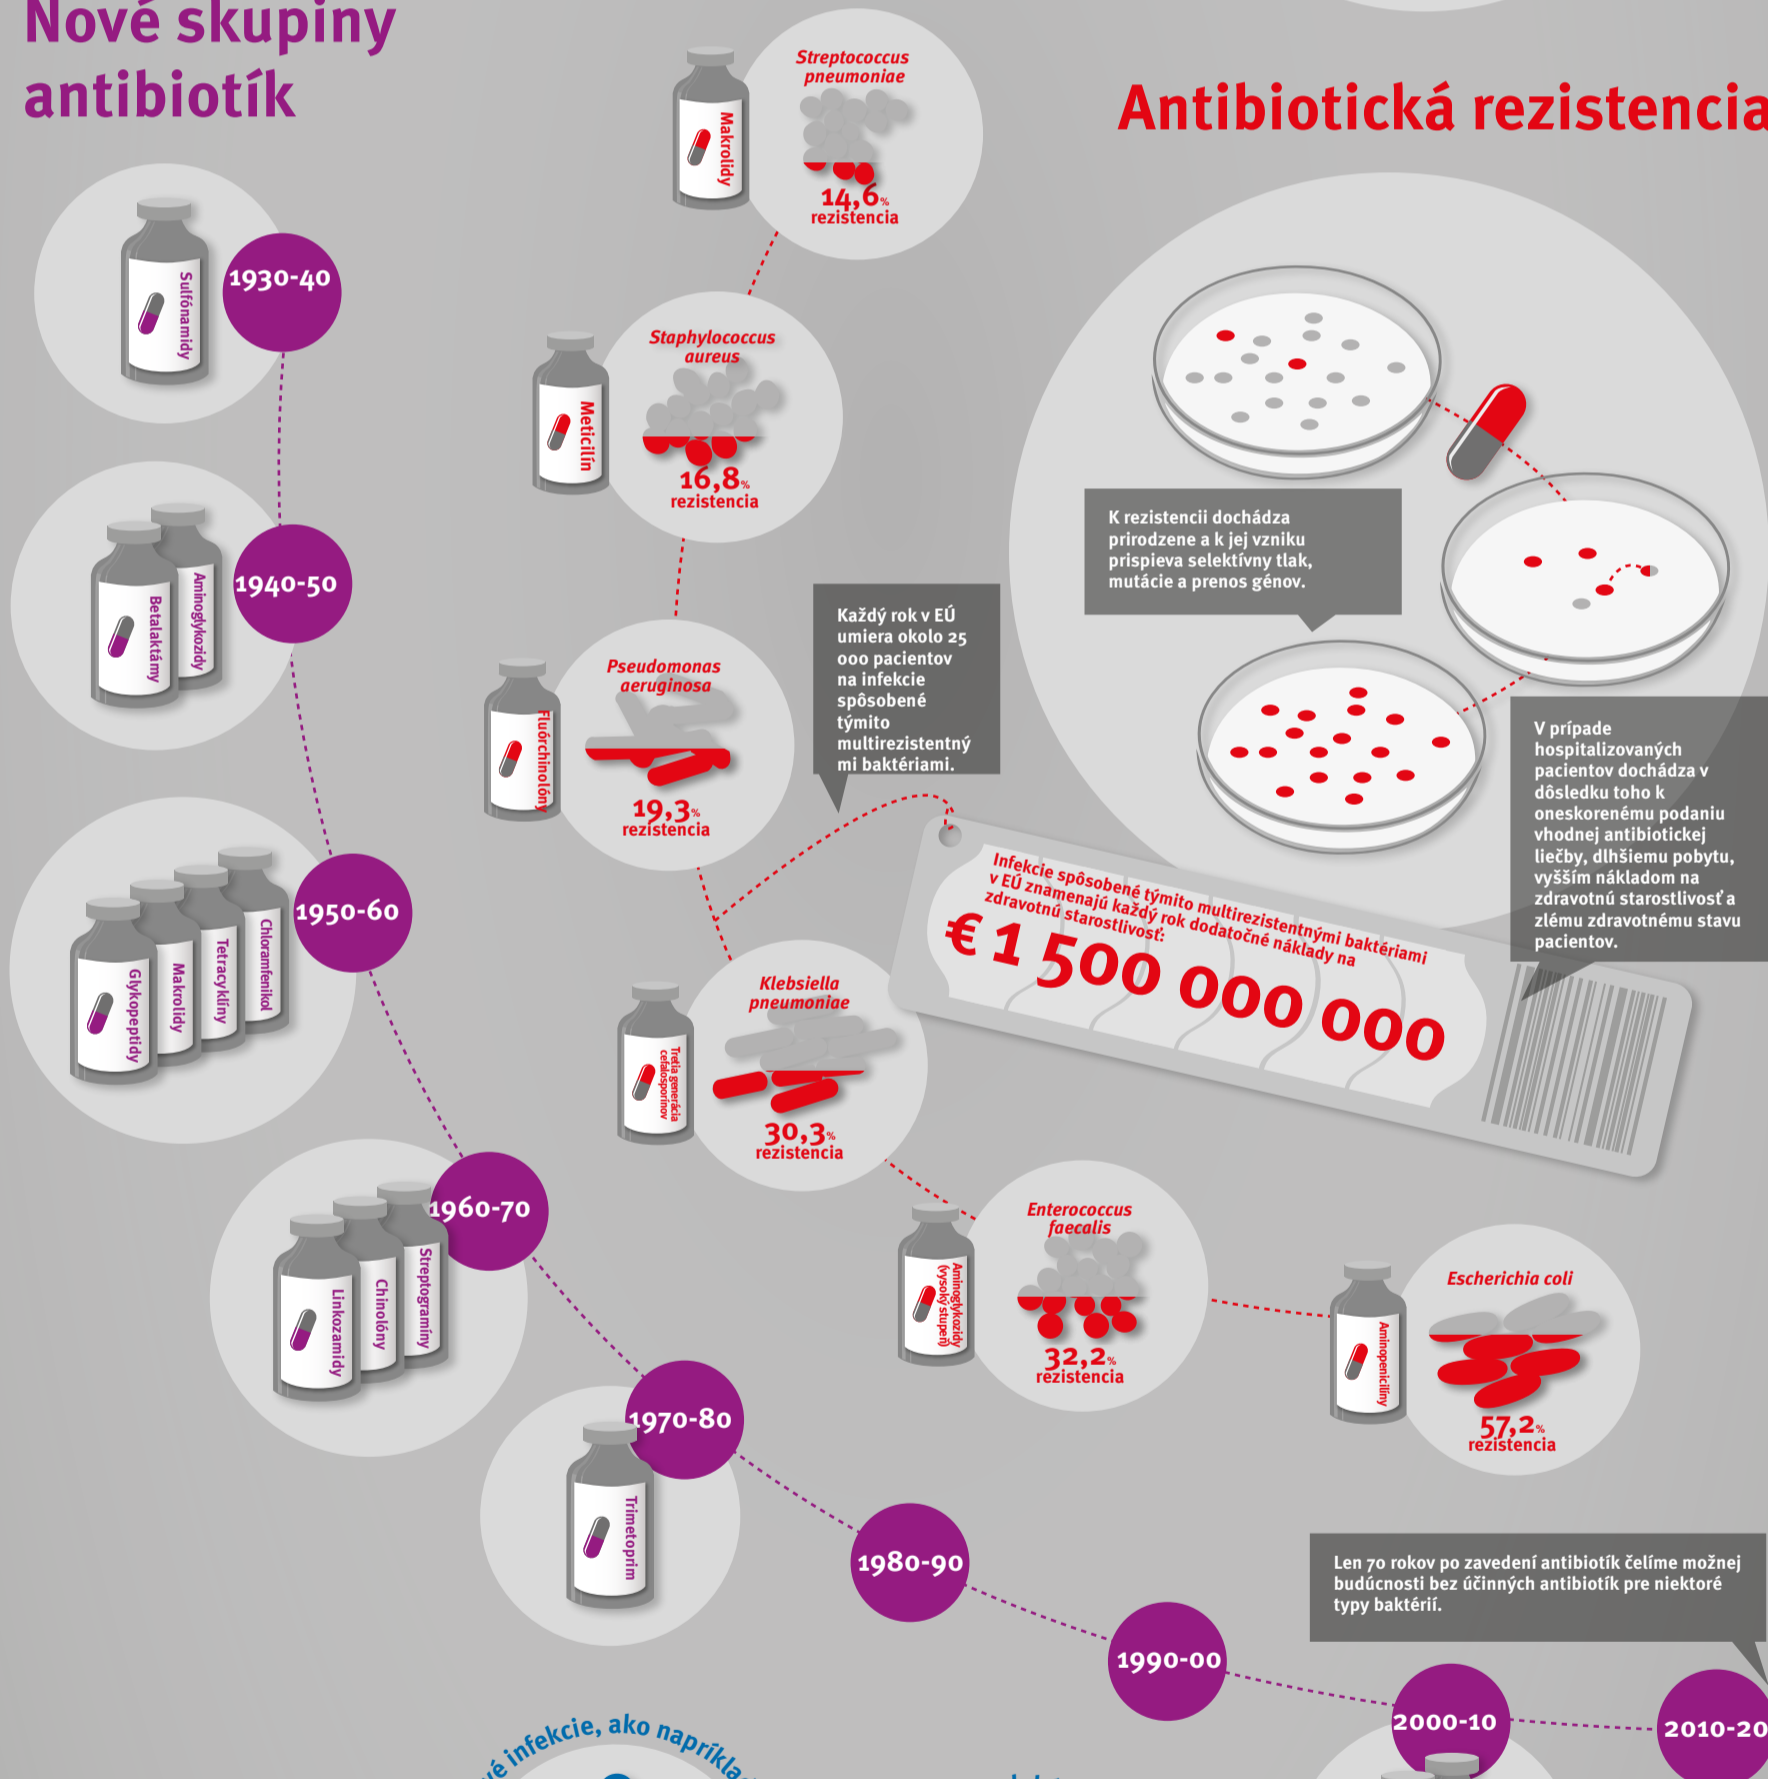 Nové skupiny
antibiotík
Antibiotická rezistencia
Sulfónamidy
1930-40
Betalaktámy
Aminoglykozidy
1940-50
Glykopeptidy
Makrolidy
Tetracyklíny
Chloramfenikol
1950-60
Linkozamidy
Chinolóny
Streptogramíny
1960-70
Trimetoprim
1970-80
1980-90
1990-00
2000-10
2010-20
Makrolidy
Streptococcus
pneumoniae
14,6%
rezistencia
Meticilín
Staphylococcus
aureus
16,8%
rezistencia
Fluórchinolóny
Pseudomonas
aeruginosa
19,3%
rezistencia
Tretia generácia
cefalosporínov
Klebsiella
pneumoniae
30,3%
rezistencia
Aminoglykozidy
(vysoký stupeň)
Enterococcus
faecalis
32,2%
rezistencia
Aminopenicilíny
Escherichia coli
57,2%
rezistencia
Každý rok v EÚ
umiera okolo 25
000 pacientov
na infekcie
spôsobené
týmito
multirezistentný
mi baktériami.
K rezistencii dochádza
prirodzene a k jej vzniku
prispieva selektívny tlak,
mutácie a prenos génov.
V prípade
hospitalizovaných
pacientov dochádza v
dôsledku toho k
oneskorenému podaniu
vhodnej antibiotickej
liečby, dlhšiemu pobytu,
vyšším nákladom na
zdravotnú starostlivosť a
zlému zdravotnému stavu
pacientov.
Infekcie spôsobené týmito multirezistentnými baktériami
v EÚ znamenajú každý rok dodatočné náklady na
zdravotnú starostlivosť:
€ 1 500 000 000
Len 70 rokov po zavedení antibiotík čelíme možnej
budúcnosti bez účinných antibiotík pre niektoré
typy baktérií.
infekcie, ako